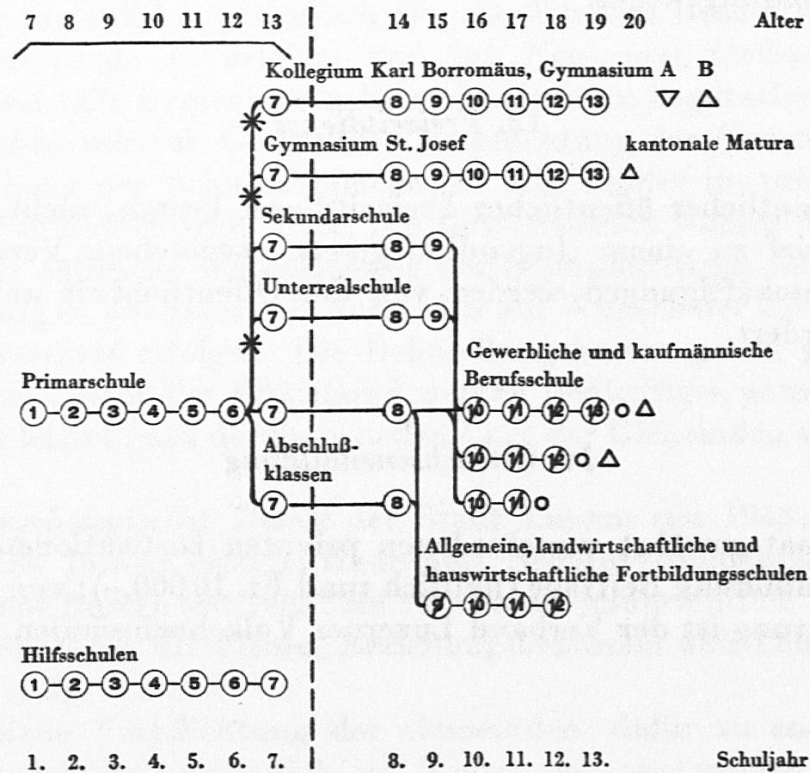 7 8 9 10 11 12 13 14 15 16 17 18 19 20 Alter
Kollegium Karl Borromäus, Gymnasium A B
7 8 9 10 11 12 13
Gymnasium St. Josef kantonale Matura
7 8 9 10 11 12 13
Sekundarschule
7 8 9
Unterrealschule
7 8 9
Gewerbliche und kaufmännische
Primarschule Berufsschule
1 2 3 4 5 6 7 8 10 11 12 13
Abschluß-
klassen
10 11 12
7 8 10 11
Allgemeine, landwirtschaftliche und
hauswirtschaftliche Fortbildungsschulen
9 10 11 12
Hilfsschulen
1 2 3 4 5 6 7
1. 2. 3. 4. 5. 6. 7. 8. 9. 10. 11. 12. 13. Schuljahr